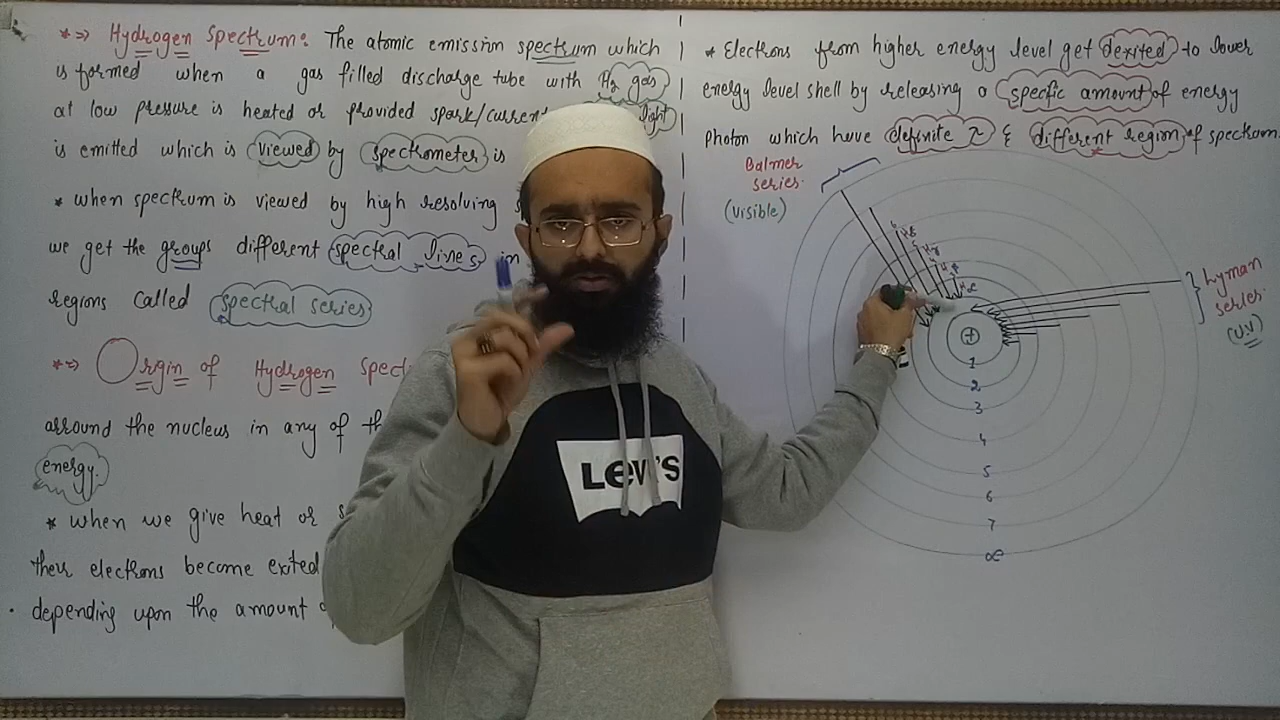 *⇒ Hydrogen Spectrum: The atomic emission spectrum which
is formed when a gas filled discharge tube with H2 gas
at low pressure is heated or provided spark/current light
is emitted which is viewed by spectrometer is
* when spectrum is viewed by high resolving
we get the groups different spectral lines in
regions called spectral series
*⇒ Orgin of Hydrogen Spect
arround the nucleus in any of th
energy.
* when we give heat or s
their electrons become exited
depending upon the amount
* Electrons from higher energy level get dexited to lower
energy level shell by releasing a specfic amount of energy
Photon which have definite λ & different region of spectrum.
Balmer
series.
(visible)
Lyman
series.
(U.V)
+
1
2
3
4
5
6
7
∝
Levi's